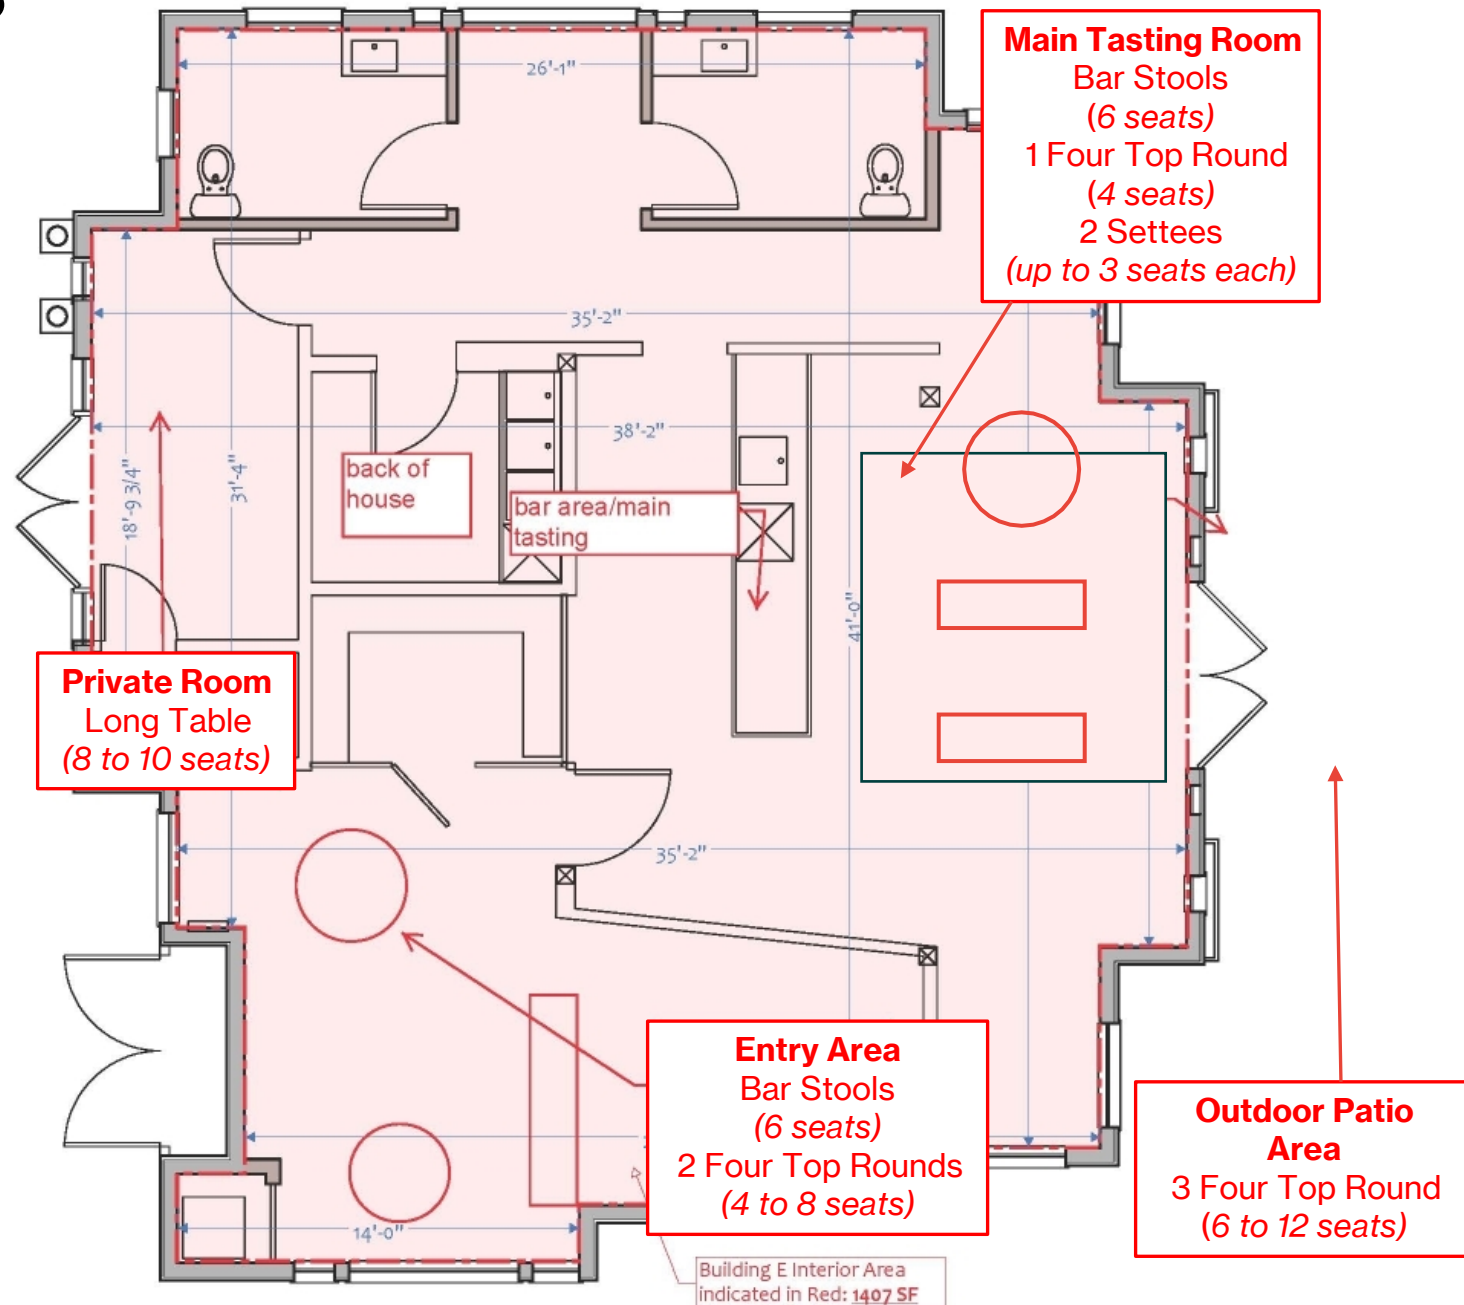 26'-1"
Main Tasting Room
Bar Stools
(6 seats)
1 Four Top Round
(4 seats)
2 Settees
(up to 3 seats each)
35'-2"
38'-2"
18'-9 3/4"
31'-4"
back of
house
bar area/main
tasting
41'-0"
Private Room
Long Table
(8 to 10 seats)
35'-2"
Entry Area
Bar Stools
(6 seats)
2 Four Top Rounds
(4 to 8 seats)
Outdoor Patio
Area
3 Four Top Round
(6 to 12 seats)
14'-0"
Building E Interior Area
indicated in Red: 1407 SF